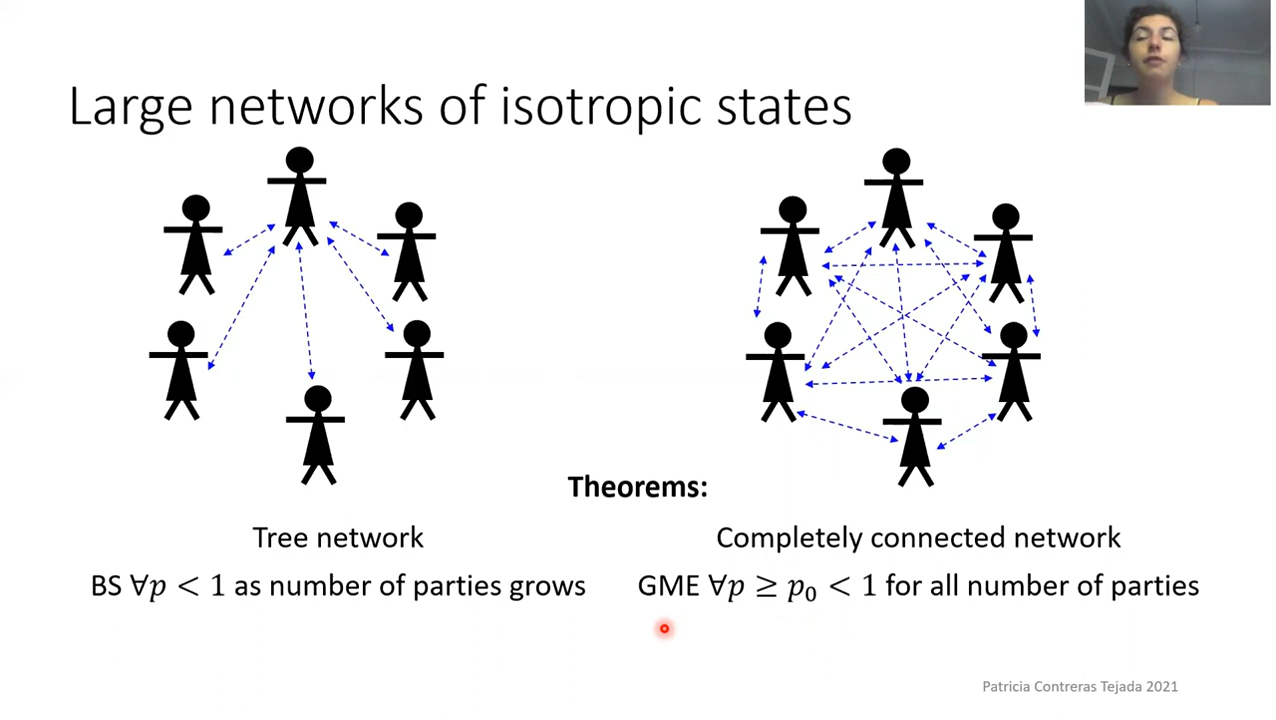 Large networks of isotropic states
Theorems:
Tree network
BS ∀p < 1 as number of parties grows
Completely connected network
GME ∀p ≥ p₀ < 1 for all number of parties
Patricia Contreras Tejada 2021